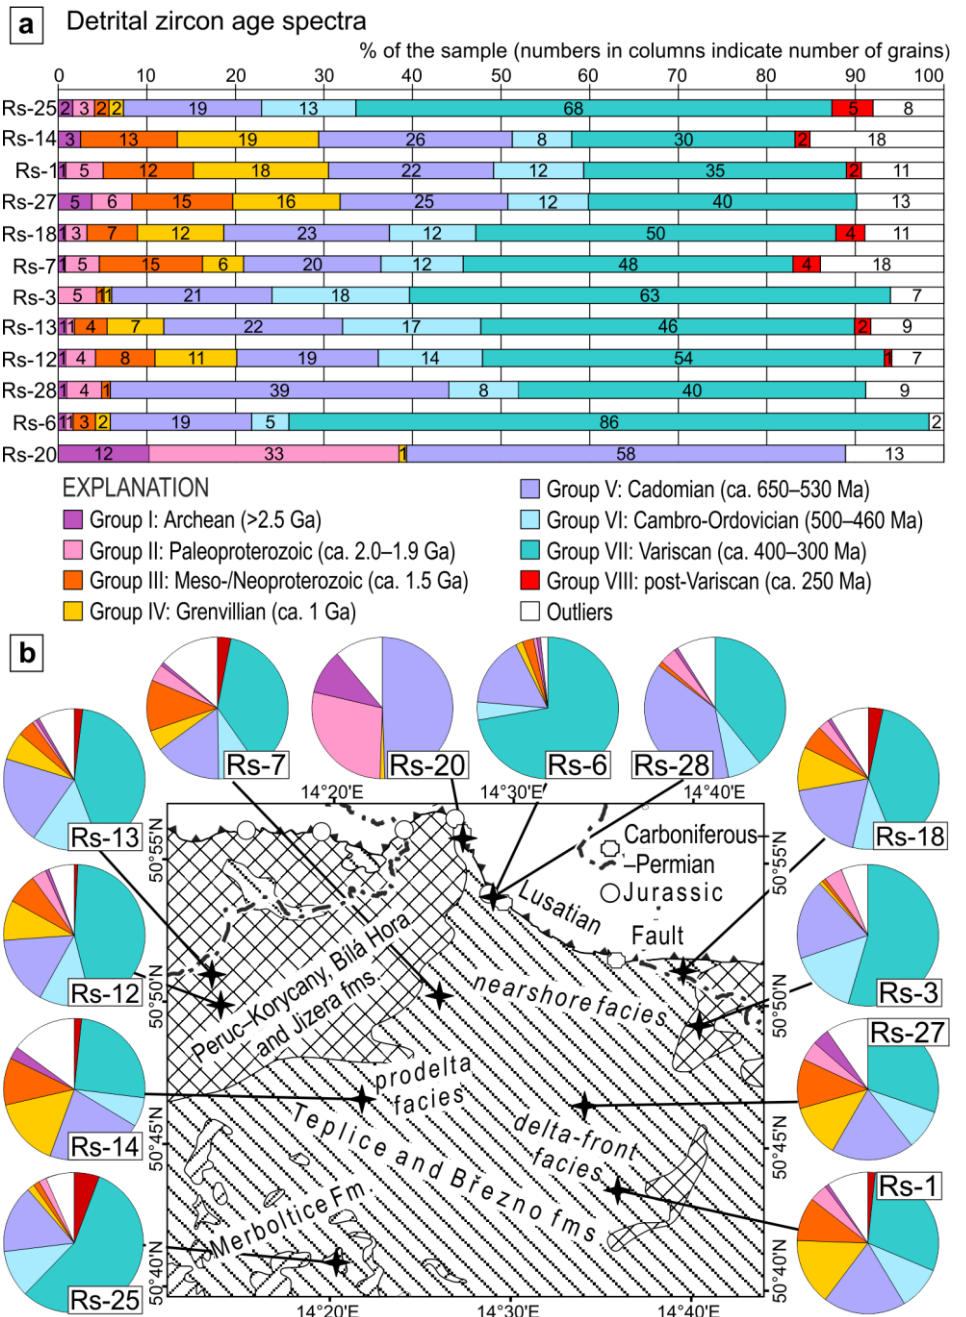 a Detrital zircon age spectra
% of the sample (numbers in columns indicate number of grains)
0 10 20 30 40 50 60 70 80 90 100
Rs-25 2 3 2 2 19 13 68 5 8
Rs-14 3 13 19 26 8 30 2 18
Rs-1 1 5 12 18 22 12 35 2 11
Rs-27 5 6 15 16 25 12 40 13
Rs-18 1 3 7 12 23 12 50 4 11
Rs-7 1 5 15 6 20 12 48 4 18
Rs-3 5 1 1 21 18 63 7
Rs-13 1 1 4 7 22 17 46 2 9
Rs-12 1 4 8 11 19 14 54 1 7
Rs-28 1 4 1 39 8 40 9
Rs-6 1 1 3 2 19 5 86 2
Rs-20 12 33 1 58 13
EXPLANATION
Group I: Archean (>2.5 Ga)
Group II: Paleoproterozoic (ca. 2.0–1.9 Ga)
Group III: Meso-/Neoproterozoic (ca. 1.5 Ga)
Group IV: Grenvillian (ca. 1 Ga)
Group V: Cadomian (ca. 650–530 Ma)
Group VI: Cambro-Ordovician (500–460 Ma)
Group VII: Variscan (ca. 400–300 Ma)
Group VIII: post-Variscan (ca. 250 Ma)
Outliers
b
Rs-7
Rs-20
Rs-6
Rs-28
Rs-13
Rs-18
Rs-12
Rs-3
Rs-14
Rs-27
Rs-25
Rs-1
14°20'E 14°30'E 14°40'E
50°55'N
50°50'N
50°45'N
50°40'N
50°55'N
50°50'N
50°45'N
50°40'N
Carboniferous
–Permian
Jurassic
Lusatian
Fault
Peruc–Korycany, Bílá Hora
and Jizera fms.
nearshore facies
prodelta
facies
delta-front
facies
Teplice and Březno fms
Merboltice Fm
14°20'E 14°30'E 14°40'E